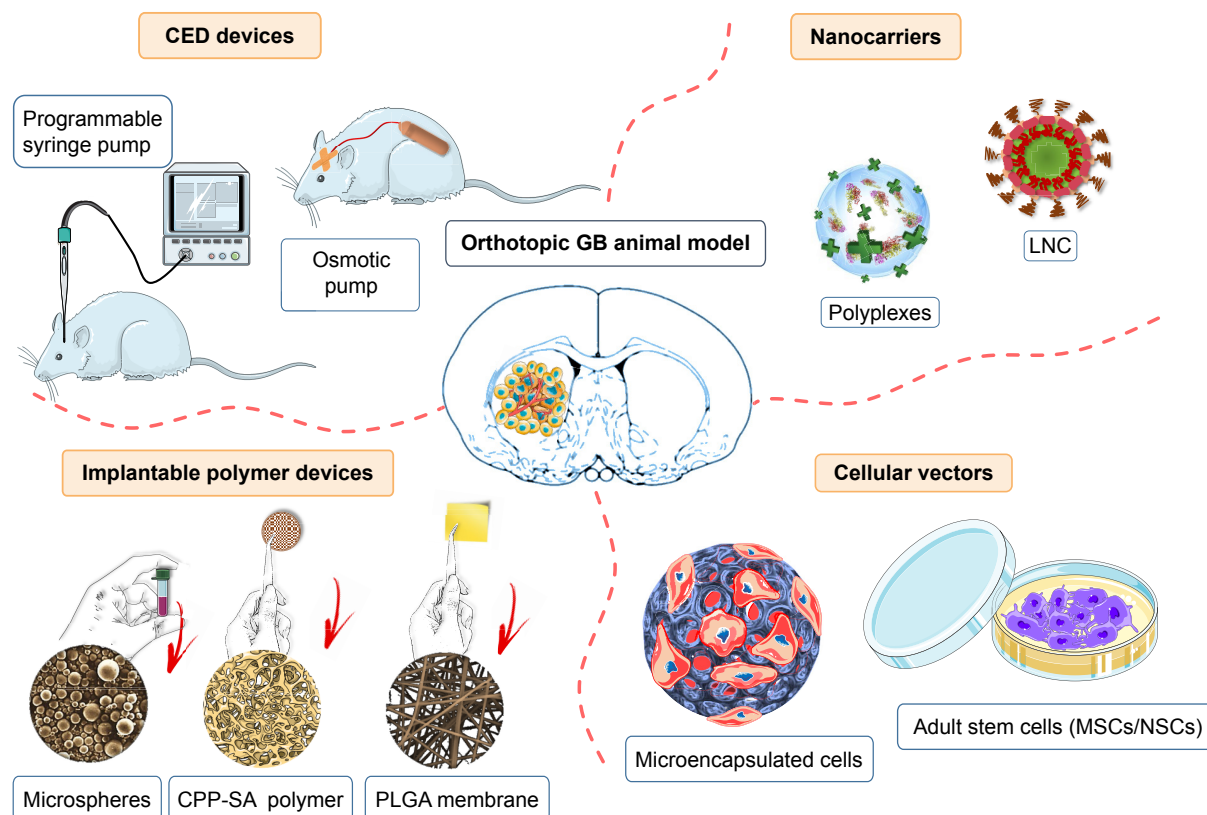 CED devices
Nanocarriers
Programmable
syringe pump
Osmotic
pump
Orthotopic GB animal model
LNC
Polyplexes
Implantable polymer devices
Cellular vectors
Microspheres
CPP-SA polymer
PLGA membrane
Microencapsulated cells
Adult stem cells (MSCs/NSCs)